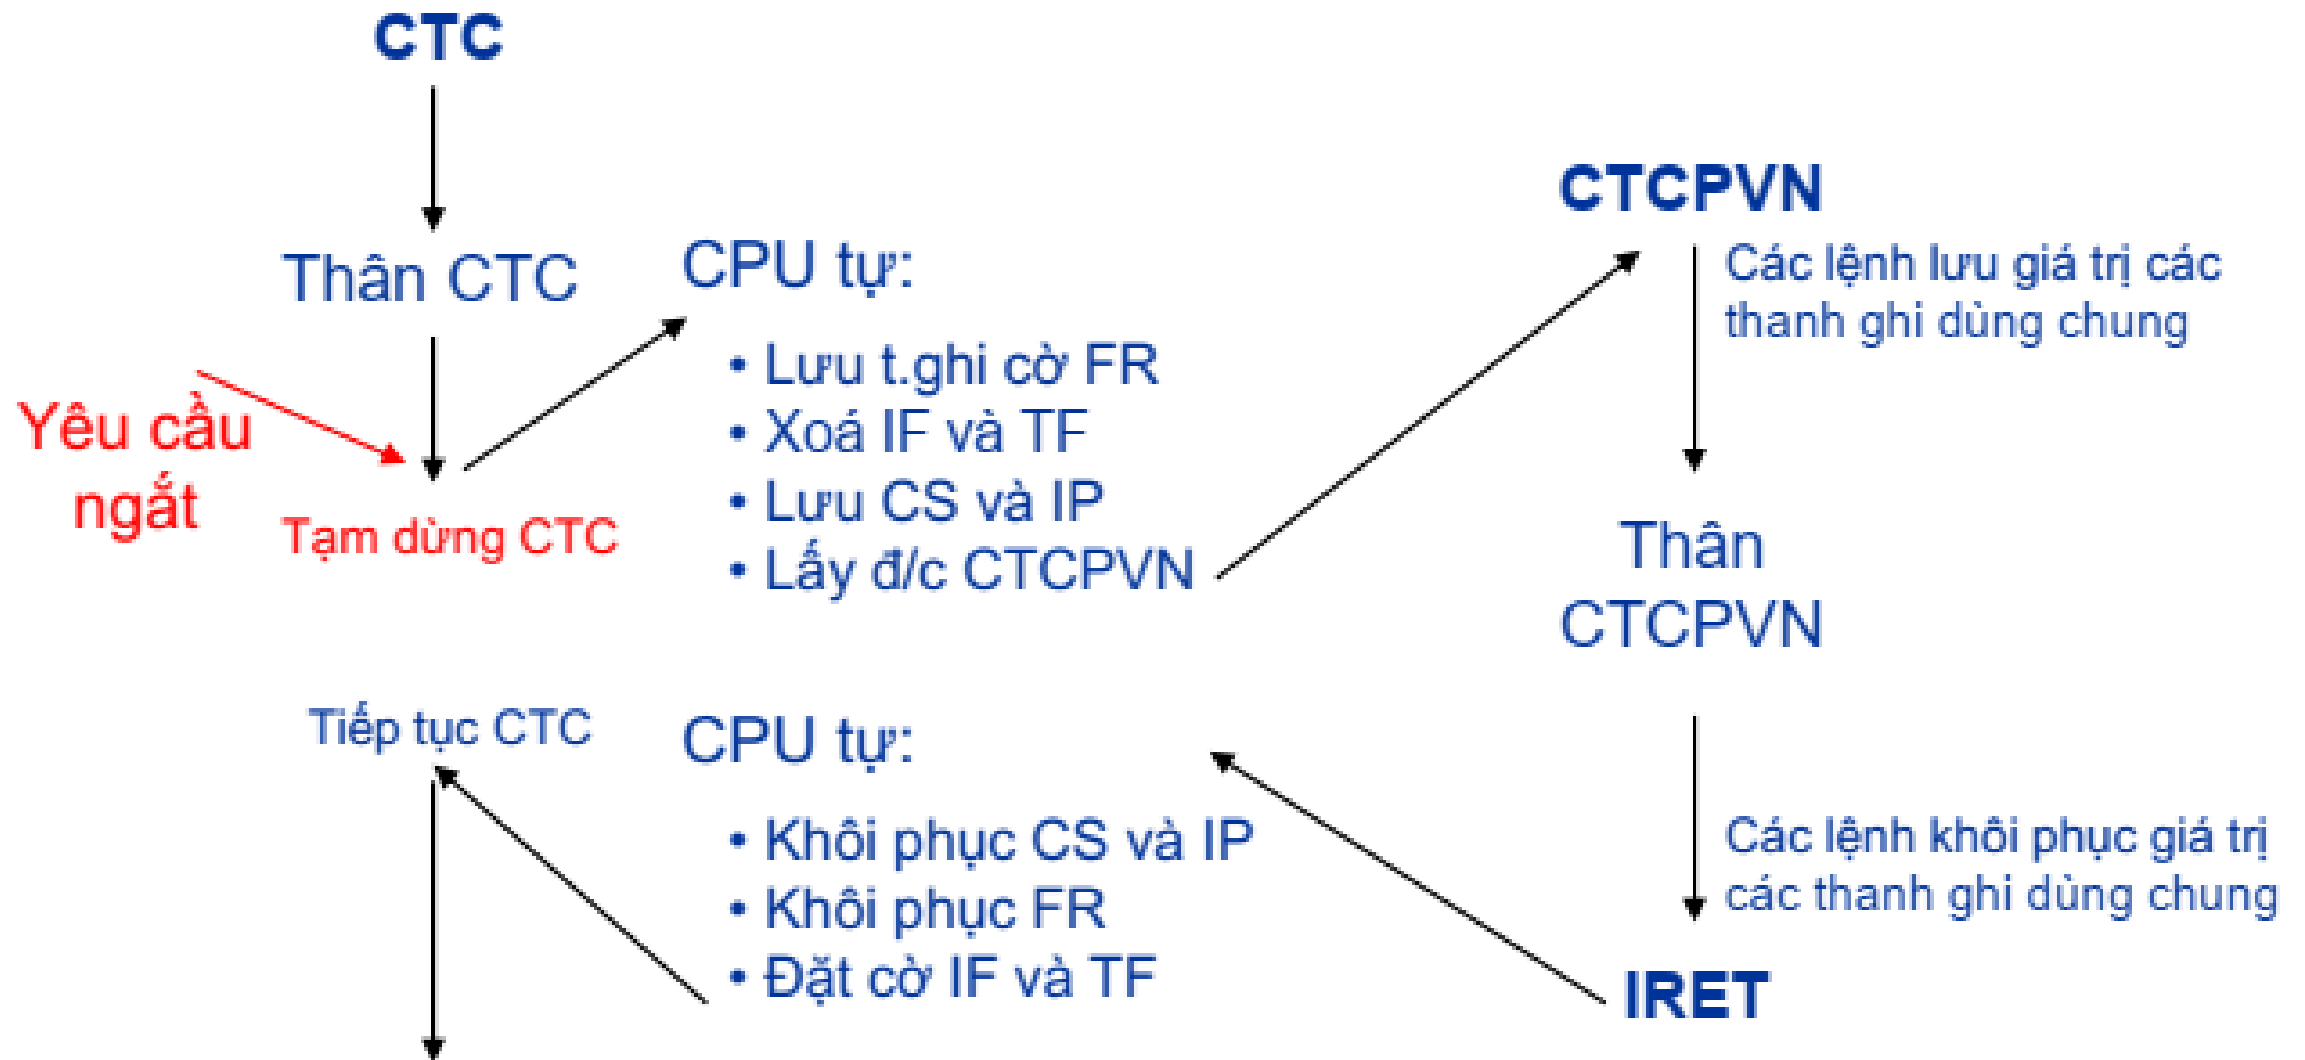 CTC
Thân CTC
Yêu cầu
ngắt
Tạm dừng CTC
CPU tự:
• Lưu t.ghi cờ FR
• Xoá IF và TF
• Lưu CS và IP
• Lấy đ/c CTCPVN
CTCPVN
Các lệnh lưu giá trị các
thanh ghi dùng chung
Thân
CTCPVN
Các lệnh khôi phục giá trị
các thanh ghi dùng chung
IRET
CPU tự:
• Khôi phục CS và IP
• Khôi phục FR
• Đặt cờ IF và TF
Tiếp tục CTC